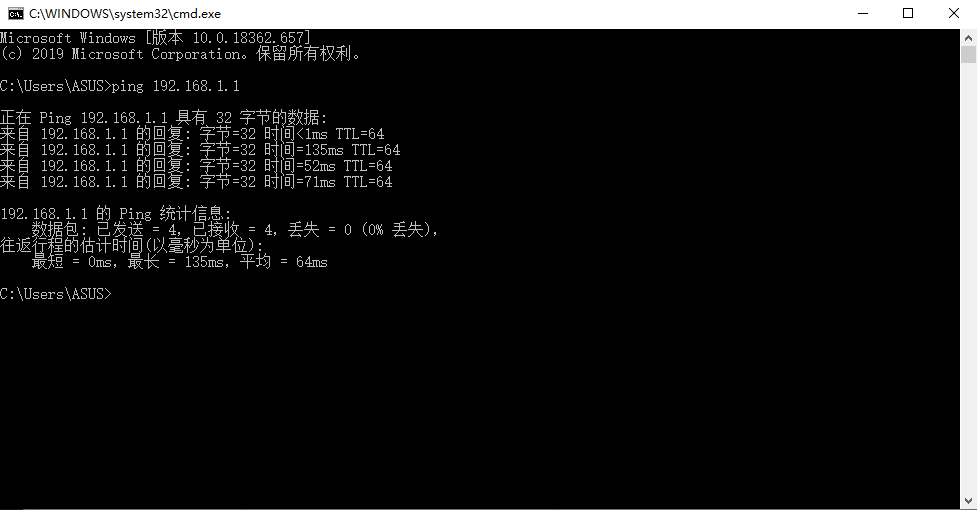 C:\WINDOWS\system32\cmd.exe
Microsoft Windows [版本 10.0.18362.657]
(c) 2019 Microsoft Corporation。保留所有权利。
C:\Users\ASUS>ping 192.168.1.1
正在 Ping 192.168.1.1 具有 32 字节的数据:
来自 192.168.1.1 的回复: 字节=32 时间<1ms TTL=64
来自 192.168.1.1 的回复: 字节=32 时间=135ms TTL=64
来自 192.168.1.1 的回复: 字节=32 时间=52ms TTL=64
来自 192.168.1.1 的回复: 字节=32 时间=71ms TTL=64
192.168.1.1 的 Ping 统计信息:
数据包: 已发送 = 4，已接收 = 4，丢失 = 0 (0% 丢失)，
往返行程的估计时间(以毫秒为单位):
最短 = 0ms，最长 = 135ms，平均 = 64ms
C:\Users\ASUS>